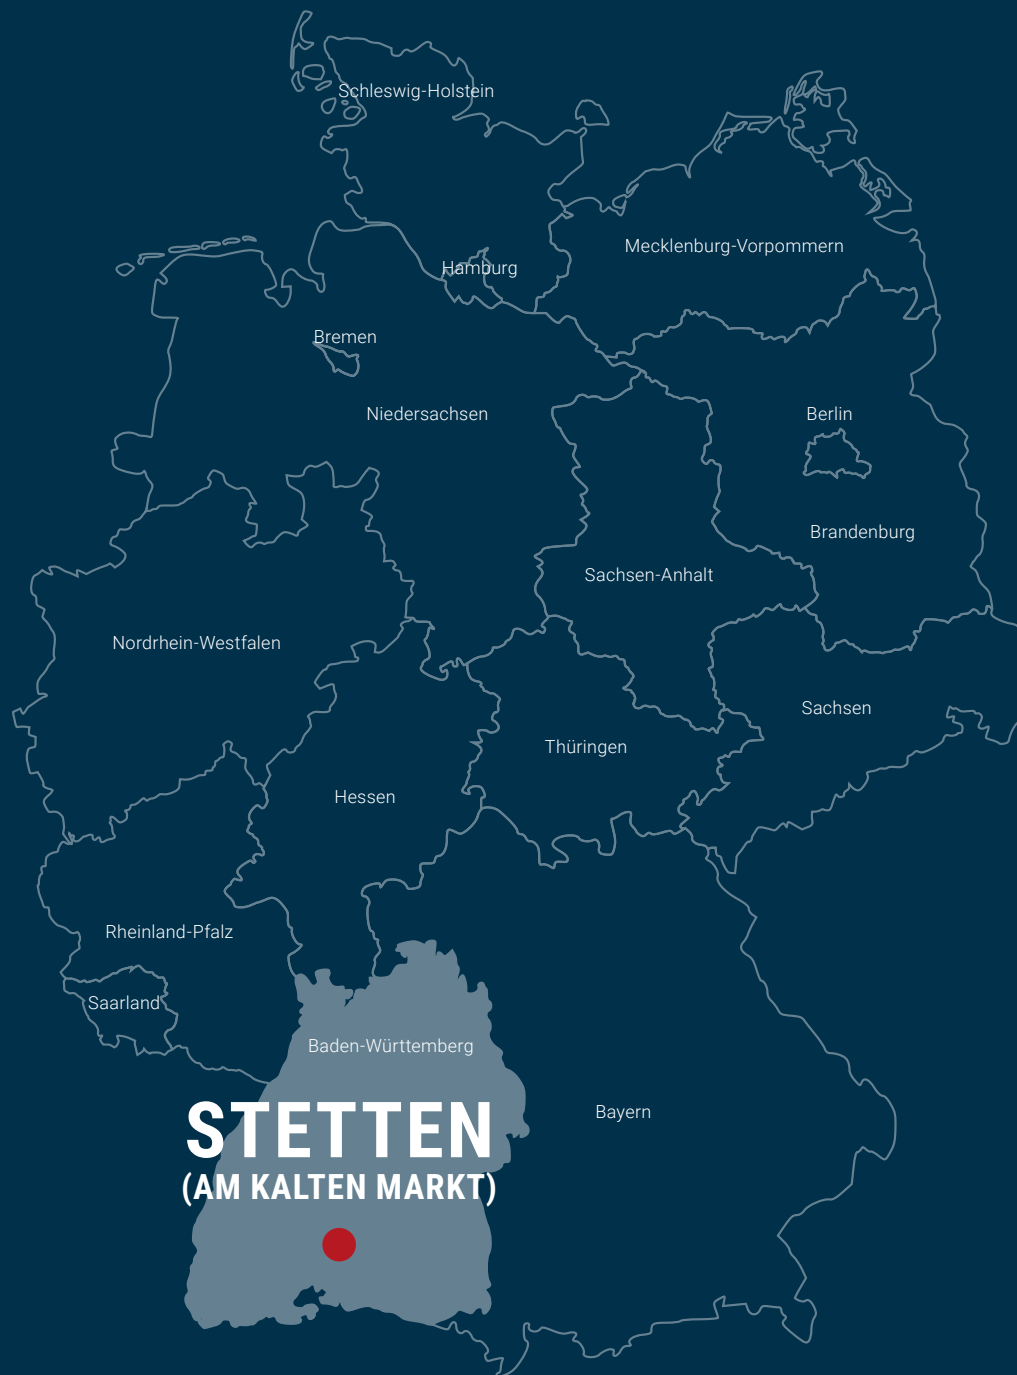 Schleswig-Holstein
Mecklenburg-Vorpommern
Hamburg
Bremen
Niedersachsen
Berlin
Brandenburg
Sachsen-Anhalt
Nordrhein-Westfalen
Sachsen
Thüringen
Hessen
Rheinland-Pfalz
Saarland
Baden-Württemberg
STETTEN
(AM KALTEN MARKT)
Bayern